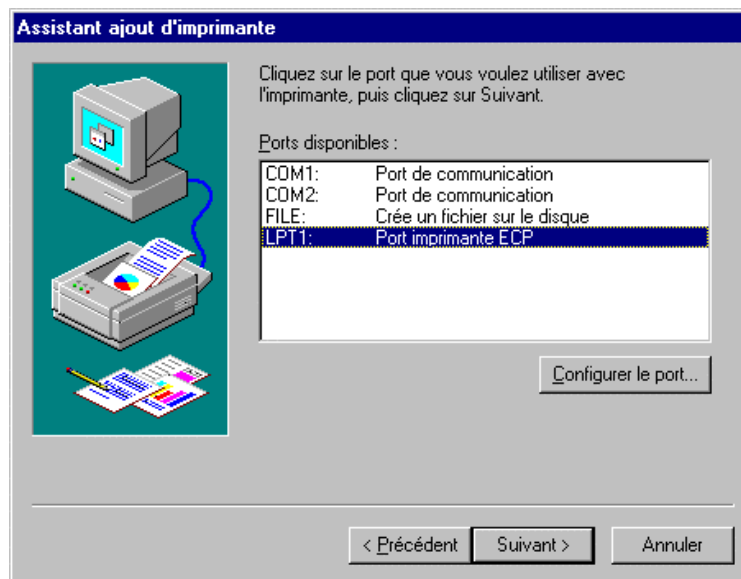 Assistant ajout d'imprimante
Cliquez sur le port que vous voulez utiliser avec
l'imprimante, puis cliquez sur Suivant.
Ports disponibles :
COM1: Port de communication
COM2: Port de communication
FILE: Crée un fichier sur le disque
LPT1: Port imprimante ECP
Configurer le port...
< Précédent Suivant > Annuler